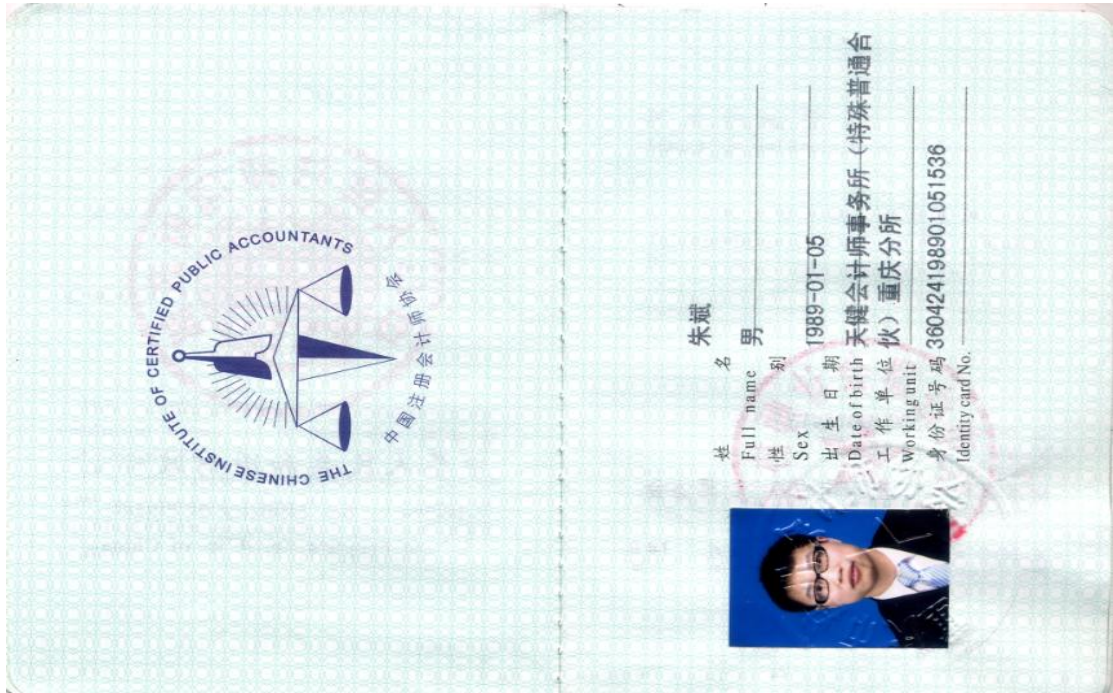 THE CHINESE INSTITUTE OF CERTIFIED PUBLIC ACCOUNTANTS
中国注册会计师协会
姓 名 朱斌
Full name
性 别 男
Sex
出生日期 1989-01-05
Date of birth
工作单位 天健会计师事务所（特殊普通合
伙）重庆分所
Working unit
身份证号码 360424198901051536
Identity card No.